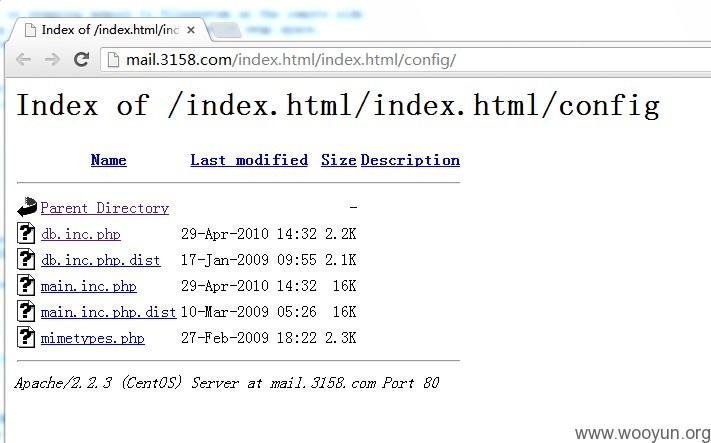 Index of /index.html/ind
mail.3158.com/index.html/index.html/config/
Index of /index.html/index.html/config
Name Last modified Size Description
Parent Directory -
db.inc.php 29-Apr-2010 14:32 2.2K
db.inc.php.dist 17-Jan-2009 09:55 2.1K
main.inc.php 29-Apr-2010 14:32 16K
main.inc.php.dist 10-Mar-2009 05:26 16K
mimetypes.php 27-Feb-2009 18:22 2.3K
Apache/2.2.3 (CentOS) Server at mail.3158.com Port 80
www.wooyun.org